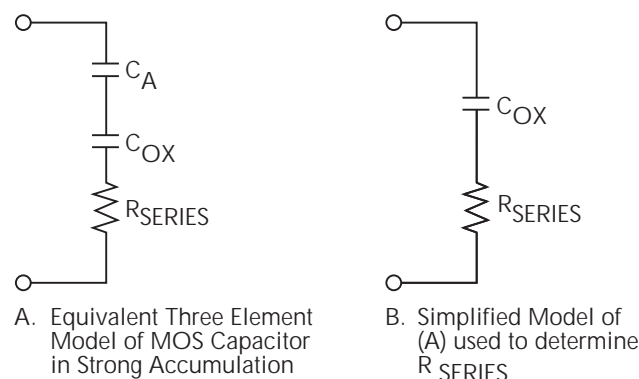 C A
C OX
R SERIES
C OX
R SERIES
A. Equivalent Three Element
Model of MOS Capacitor
in Strong Accumulation
B. Simplified Model of
(A) used to determine
R SERIES